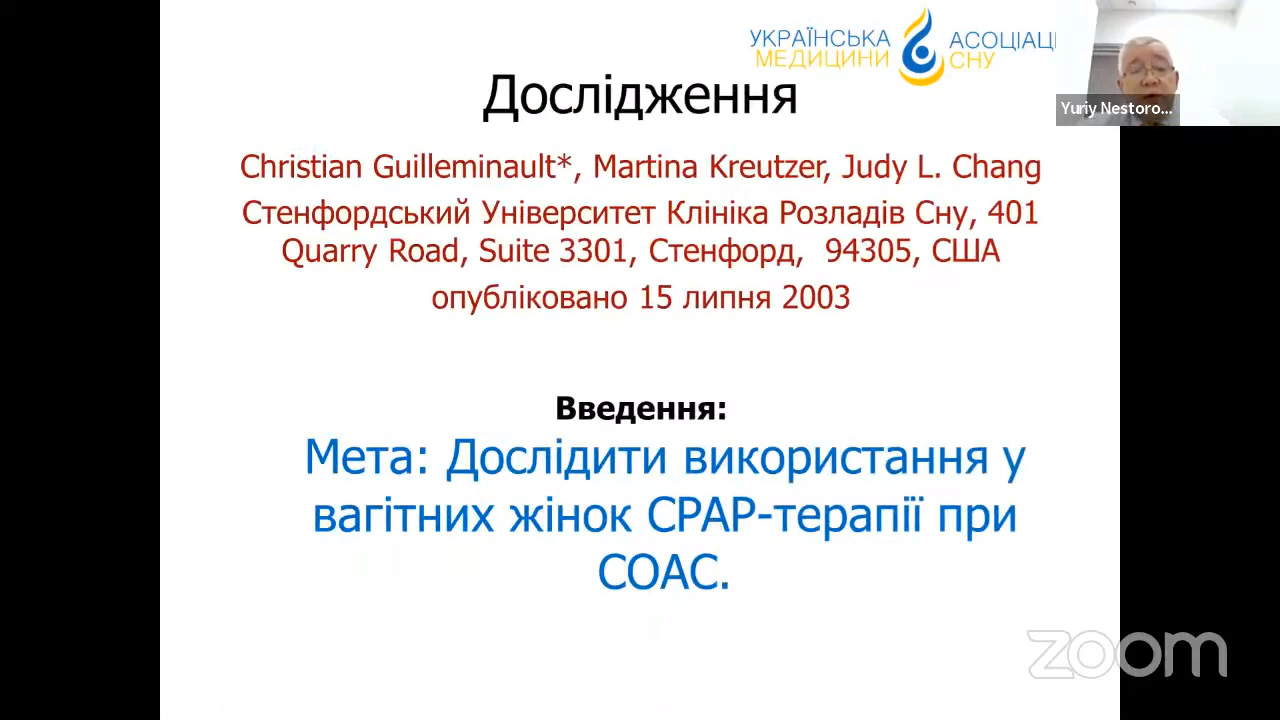 УКРАЇНСЬКА АСОЦІАЦІ
МЕДИЦИНИ СНУ
Yuriy Nestoro...
Дослідження
Christian Guilleminault*, Martina Kreutzer, Judy L. Chang
Стенфордський Університет Клініка Розладів Сну, 401
Quarry Road, Suite 3301, Стенфорд, 94305, США
опубліковано 15 липня 2003
Введення:
Мета: Дослідити використання у
вагітних жінок СРАР-терапії при
СОАС.
zoom